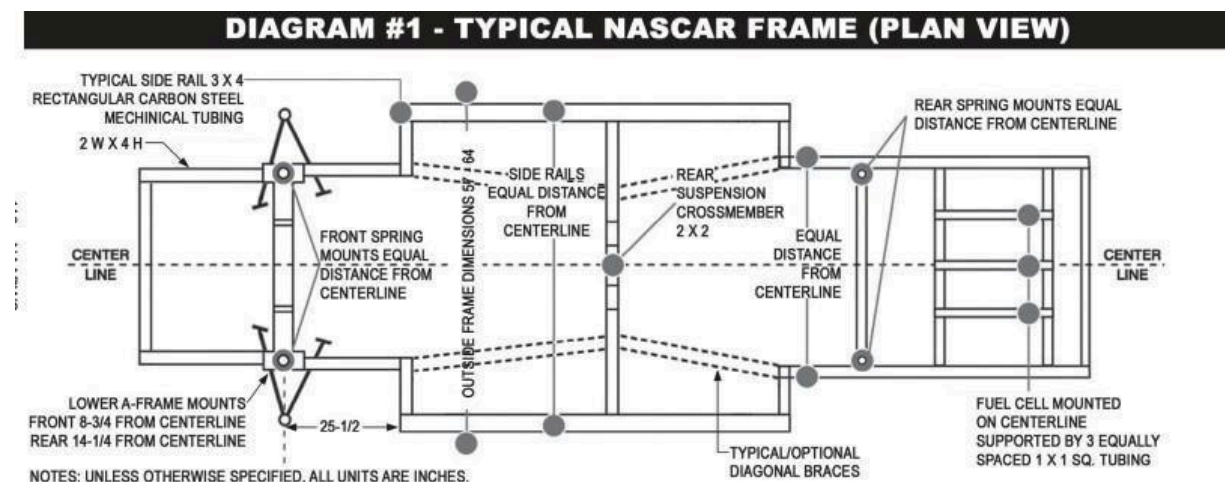 DIAGRAM #1 - TYPICAL NASCAR FRAME (PLAN VIEW)
TYPICAL SIDE RAIL 3 X 4
RECTANGULAR CARBON STEEL
MECHINICAL TUBING
2 W X 4 H
CENTER
LINE
FRONT SPRING
MOUNTS EQUAL
DISTANCE FROM
CENTERLINE
LOWER A-FRAME MOUNTS
FRONT 8-3/4 FROM CENTERLINE
REAR 14-1/4 FROM CENTERLINE
25-1/2
OUTSIDE FRAME DIMENSIONS 57 - 64
SIDE RAILS
EQUAL DISTANCE
FROM
CENTERLINE
REAR
SUSPENSION
CROSSMEMBER
2 X 2
EQUAL
DISTANCE
FROM
CENTERLINE
REAR SPRING MOUNTS EQUAL
DISTANCE FROM CENTERLINE
CENTER
LINE
TYPICAL/OPTIONAL
DIAGONAL BRACES
FUEL CELL MOUNTED
ON CENTERLINE
SUPPORTED BY 3 EQUALLY
SPACED 1 X 1 SQ. TUBING
NOTES: UNLESS OTHERWISE SPECIFIED, ALL UNITS ARE INCHES.